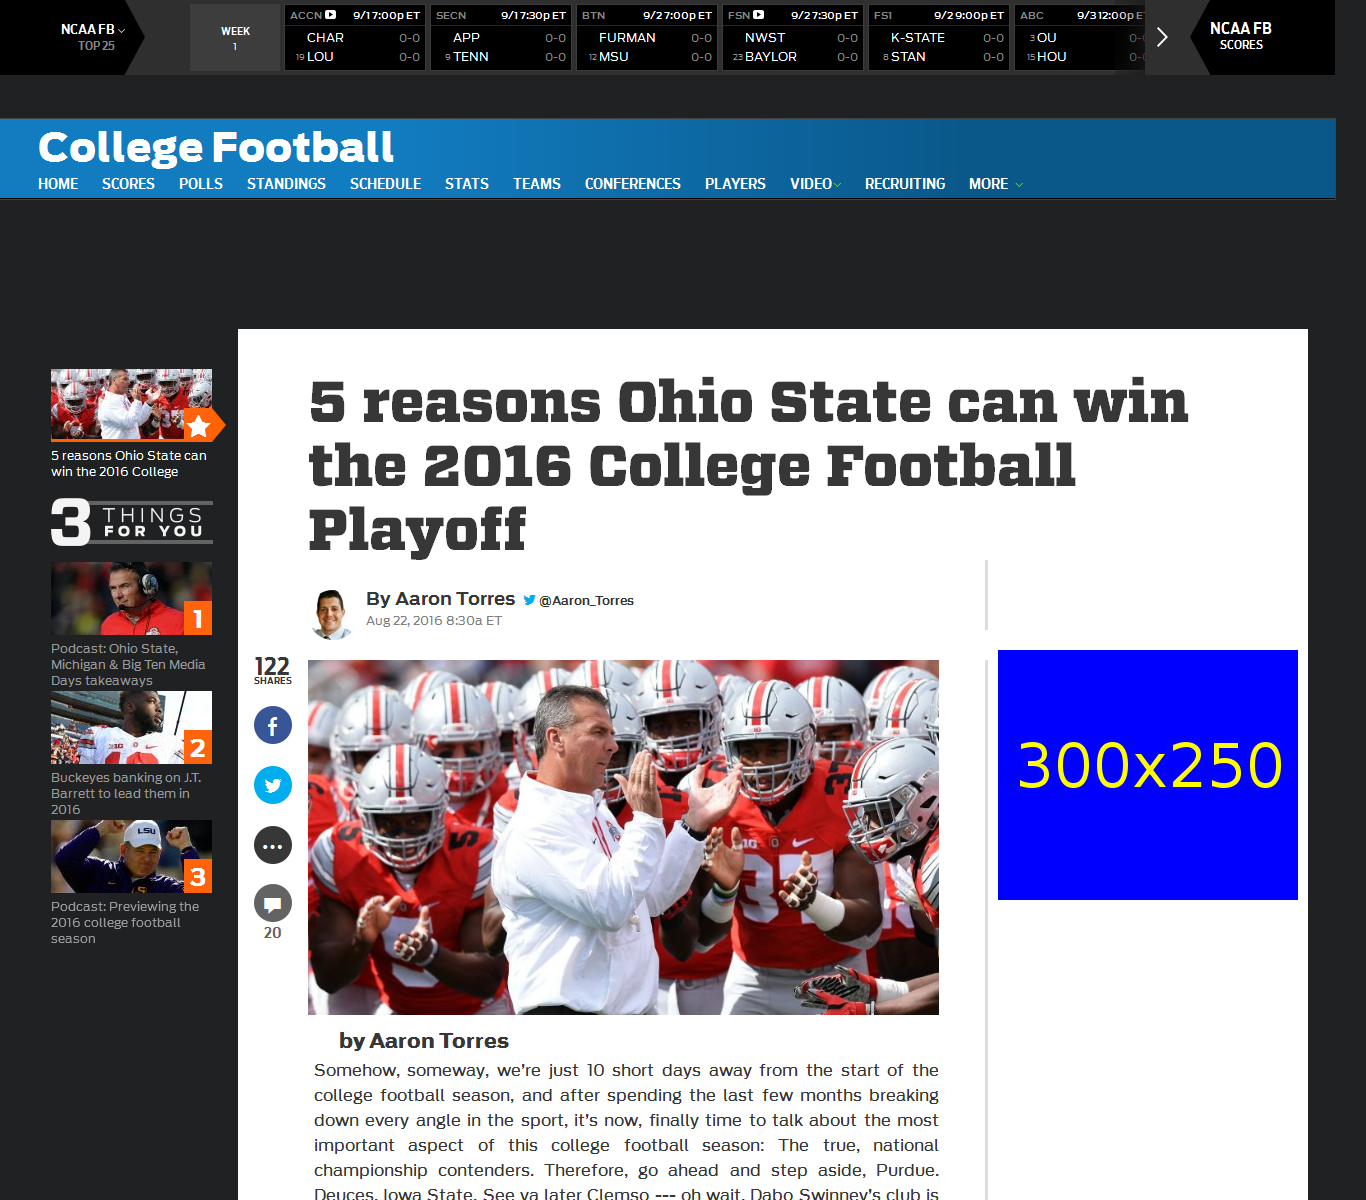 NCAA FB
TOP 25
WEEK
1
ACCN 9/1 7:00p ET
CHAR 0-0
19 LOU 0-0
SECN 9/1 7:30p ET
APP 0-0
9 TENN 0-0
BTN 9/2 7:00p ET
FURMAN 0-0
12 MSU 0-0
FSN 9/2 7:30p ET
NWST 0-0
23 BAYLOR 0-0
FS1 9/2 9:00p ET
K-STATE 0-0
8 STAN 0-0
ABC 9/3 12:00p ET
3 OU 0-0
15 HOU 0-0
NCAA FB
SCORES
College Football
HOME SCORES POLLS STANDINGS SCHEDULE STATS TEAMS CONFERENCES PLAYERS VIDEO RECRUITING MORE
5 reasons Ohio State can
win the 2016 College
3 THINGS
FOR YOU
1
Podcast: Ohio State,
Michigan & Big Ten Media
Days takeaways
2
Buckeyes banking on J.T.
Barrett to lead them in
2016
LSU
3
Podcast: Previewing the
2016 college football
season
5 reasons Ohio State can win
the 2016 College Football
Playoff
By Aaron Torres @Aaron_Torres
Aug 22, 2016 8:30a ET
122
SHARES
20
300x250
by Aaron Torres
Somehow, someway, we're just 10 short days away from the start of the
college football season, and after spending the last few months breaking
down every angle in the sport, it's now, finally time to talk about the most
important aspect of this college football season: The true, national
championship contenders. Therefore, go ahead and step aside, Purdue.
Deuces, Iowa State. See ya later Clemso --- oh wait, Dabo Swinney's club is